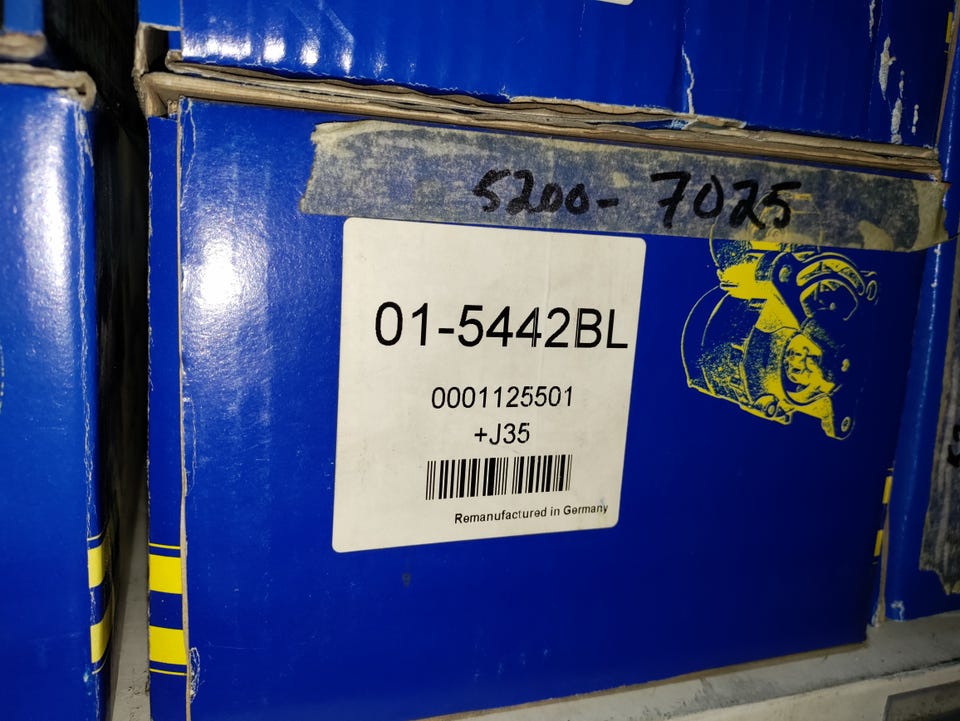 5200-7025
01-5442BL
0001125501
+J35
Remanufactured in Germany